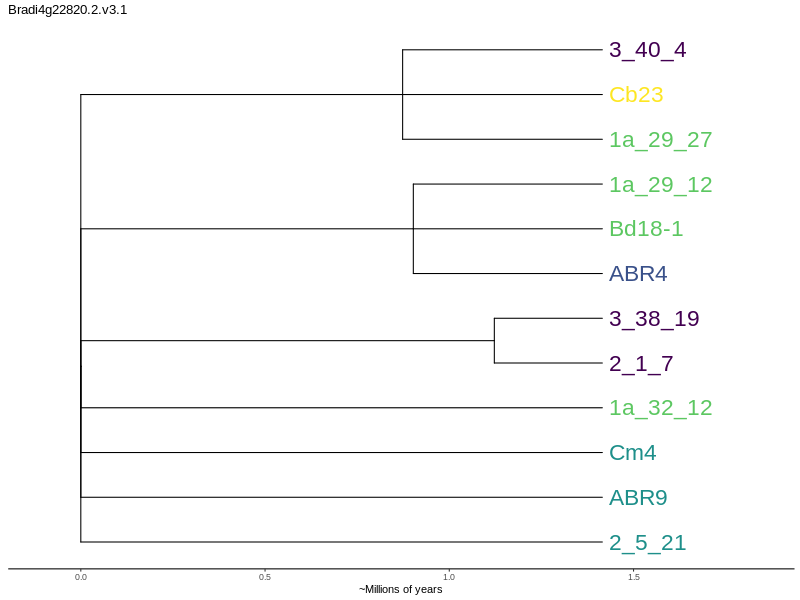 Bradi4g22820.2.v3.1
3_40_4
Cb23
1a_29_27
1a_29_12
Bd18-1
ABR4
3_38_19
2_1_7
1a_32_12
Cm4
ABR9
2_5_21
0.0 0.5 1.0 1.5
~Millions of years